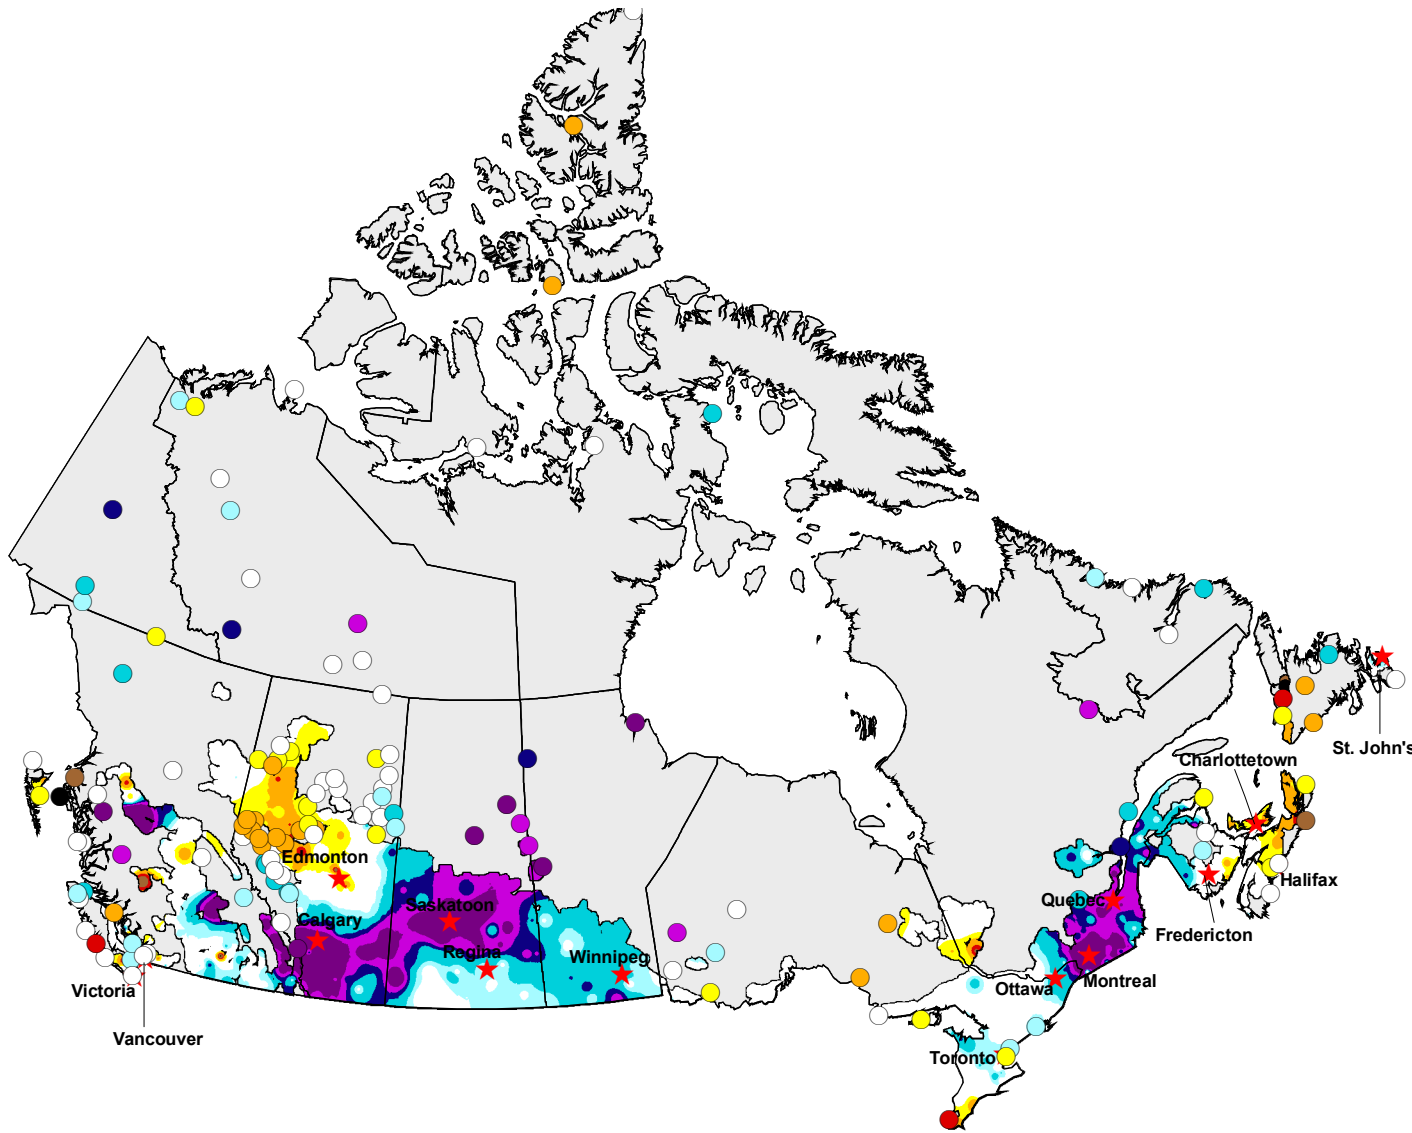 St. John's
Charlottetown
Edmonton
Halifax
Saskatoon
Quebec
Calgary
Fredericton
Regina
Winnipeg
Montreal
Ottawa
Victoria
Vancouver
Toronto